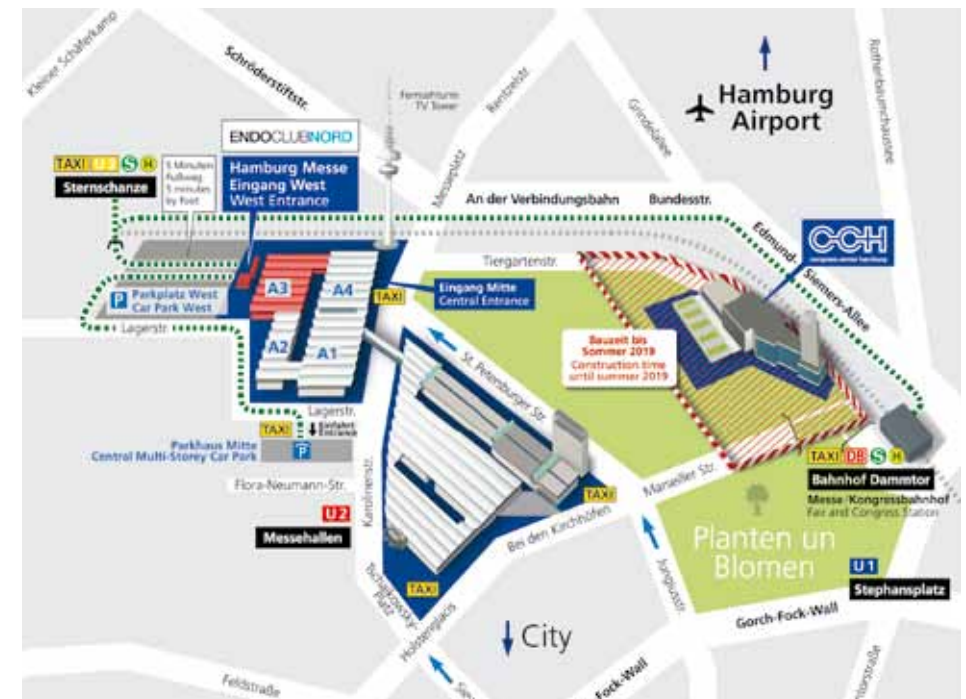 Kleiner Schäferkamp
Schröderstiftstr.
Fernsehturm
TV Tower
Rentzelstr.
Grindelallee
Rothenbaumchaussee
Hamburg
Airport
ENDOCLUBNORD
TAXI U3 S H
Sternschanze
5 Minuten
Fußweg
5 minutes
by foot
Hamburg Messe
Eingang West
West Entrance
Messeplatz
An der Verbindungsbahn
Bundesstr.
Edmund-Siemers-Allee
CCH
congress center hamburg
Tiergartenstr.
A3
A4
A2
A1
TAXI
Eingang Mitte
Central Entrance
P
Parkplatz West
Car Park West
Lagerstr.
Bauzeit bis
Sommer 2019
Construction time
until summer 2019
St. Petersburger Str.
Lagerstr.
TAXI
Einfahrt
Entrance
P
Parkhaus Mitte
Central Multi-Storey Car Park
Flora-Neumann-Str.
Karolinenstr.
U2
Messehallen
TAXI
Marseiller Str.
TAXI DB S H
Bahnhof Dammtor
Messe/Kongressbahnhof
Fair and Congress Station
Bei den Kirchhöfen
Planten un
Blomen
U1
Stephansplatz
Jungiusstr.
TAXI
Tschaikowsky-
Platz
Holstenglacis
City
Gorch-Fock-Wall
Feldstraße
Fock-Wall